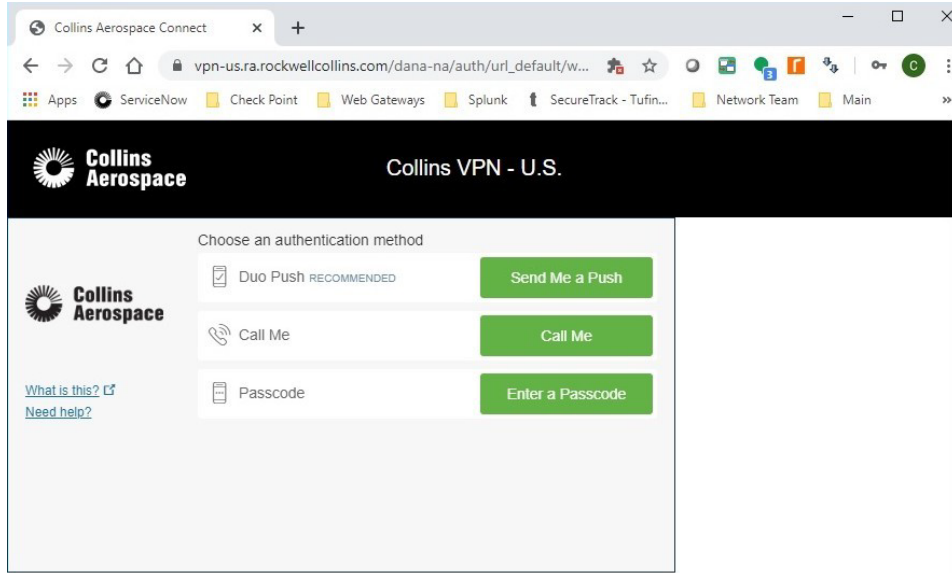 Collins Aerospace Connect
vpn-us.ra.rockwellcollins.com/dana-na/auth/url_default/w...
3
C
Apps ServiceNow Check Point Web Gateways Splunk t SecureTrack - Tufin... Network Team Main »
Collins
Aerospace
Collins VPN - U.S.
Choose an authentication method
Duo Push RECOMMENDED Send Me a Push
Collins
Aerospace
Call Me Call Me
What is this?
Passcode Enter a Passcode
Need help?